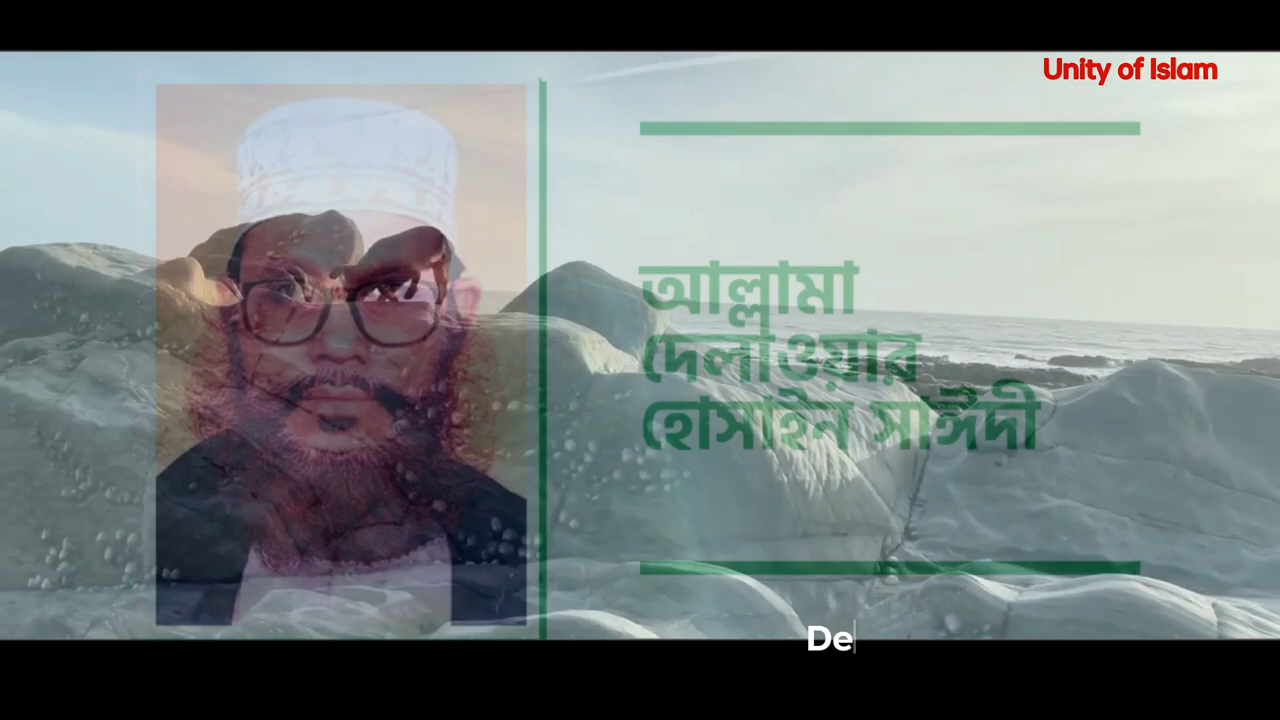 Unity of Islam
আল্লামা
দেলাওয়ার
হোসাইন সাঈদী
De